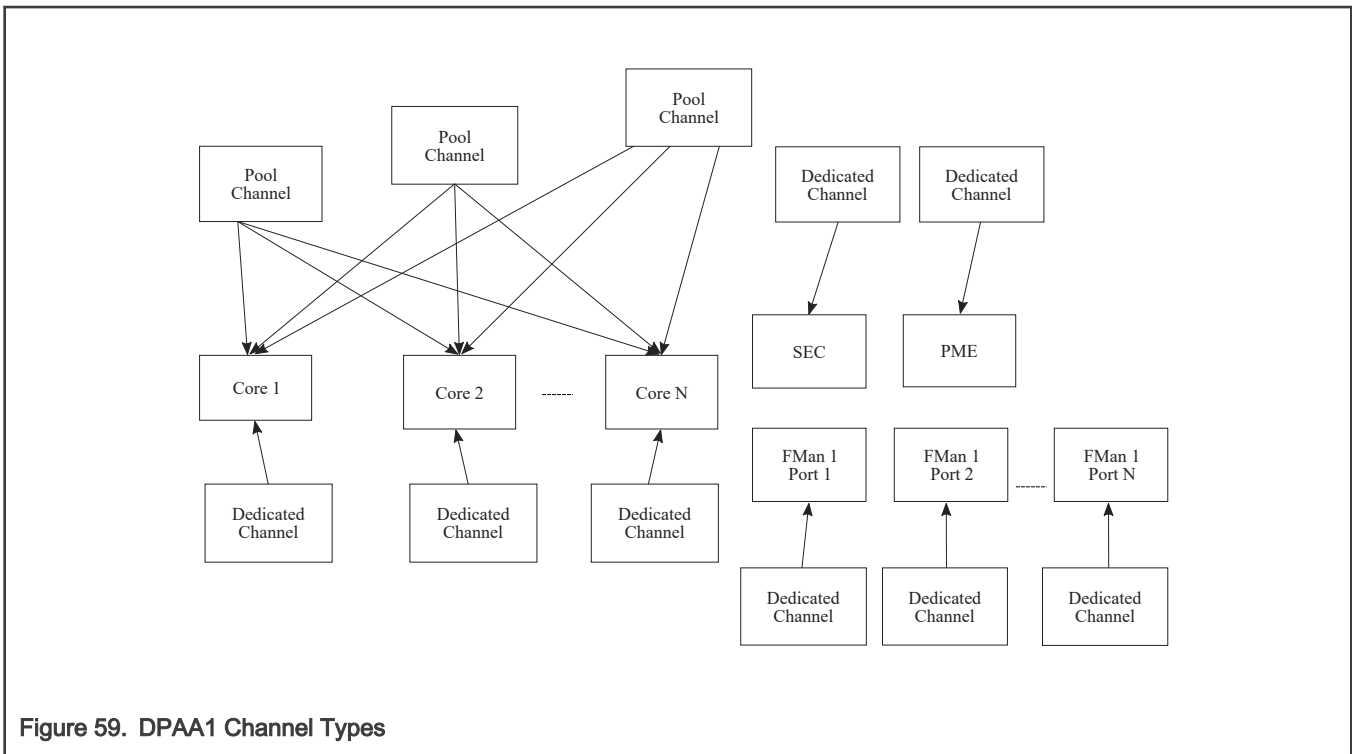 Pool
Channel
Pool
Channel
Pool
Channel
Dedicated
Channel
Dedicated
Channel
SEC
PME
Core 1
Core 2
Core N
FMan 1
Port 1
FMan 1
Port 2
FMan 1
Port N
Dedicated
Channel
Dedicated
Channel
Dedicated
Channel
Dedicated
Channel
Dedicated
Channel
Dedicated
Channel
Figure 59. DPAA1 Channel Types